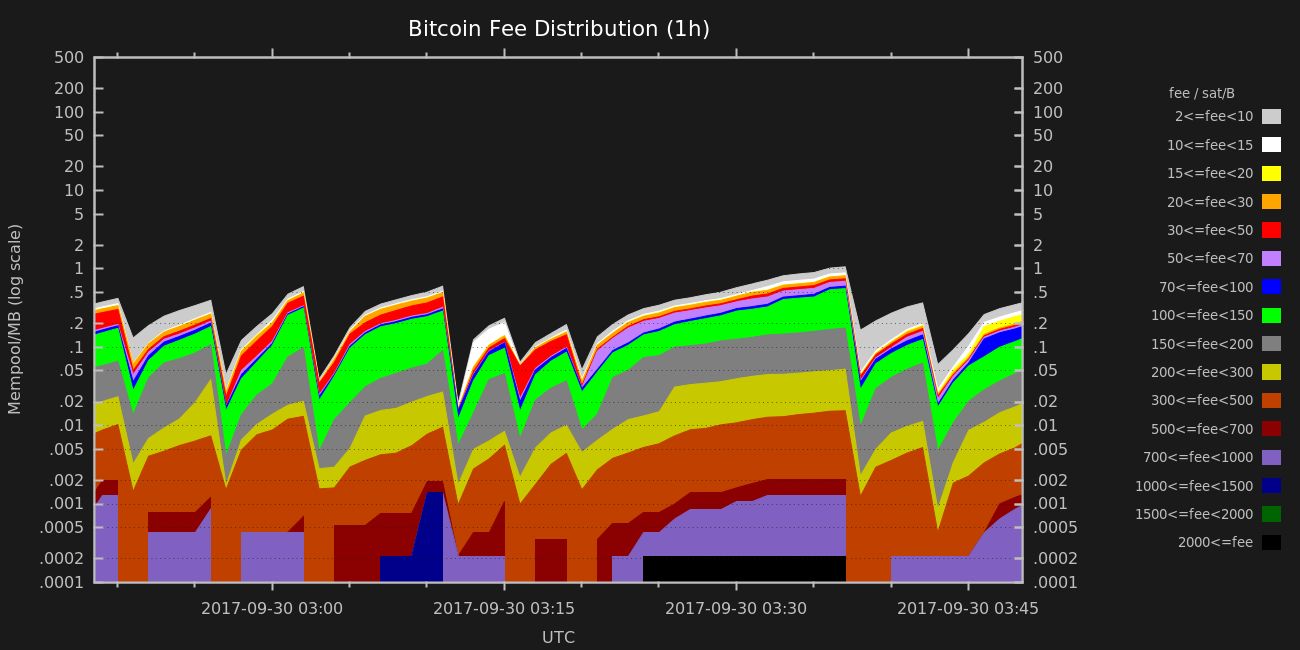 Bitcoin Fee Distribution (1h)
Mempool/MB (log scale)
500
200
100
50
20
10
5
2
1
.5
.2
.1
.05
.02
.01
.005
.002
.001
.0005
.0002
.0001
500
200
100
50
20
10
5
2
1
.5
.2
.1
.05
.02
.01
.005
.002
.001
.0005
.0002
.0001
fee / sat/B
2<=fee<10
10<=fee<15
15<=fee<20
20<=fee<30
30<=fee<50
50<=fee<70
70<=fee<100
100<=fee<150
150<=fee<200
200<=fee<300
300<=fee<500
500<=fee<700
700<=fee<1000
1000<=fee<1500
1500<=fee<2000
2000<=fee
2017-09-30 03:00 2017-09-30 03:15 2017-09-30 03:30 2017-09-30 03:45
UTC